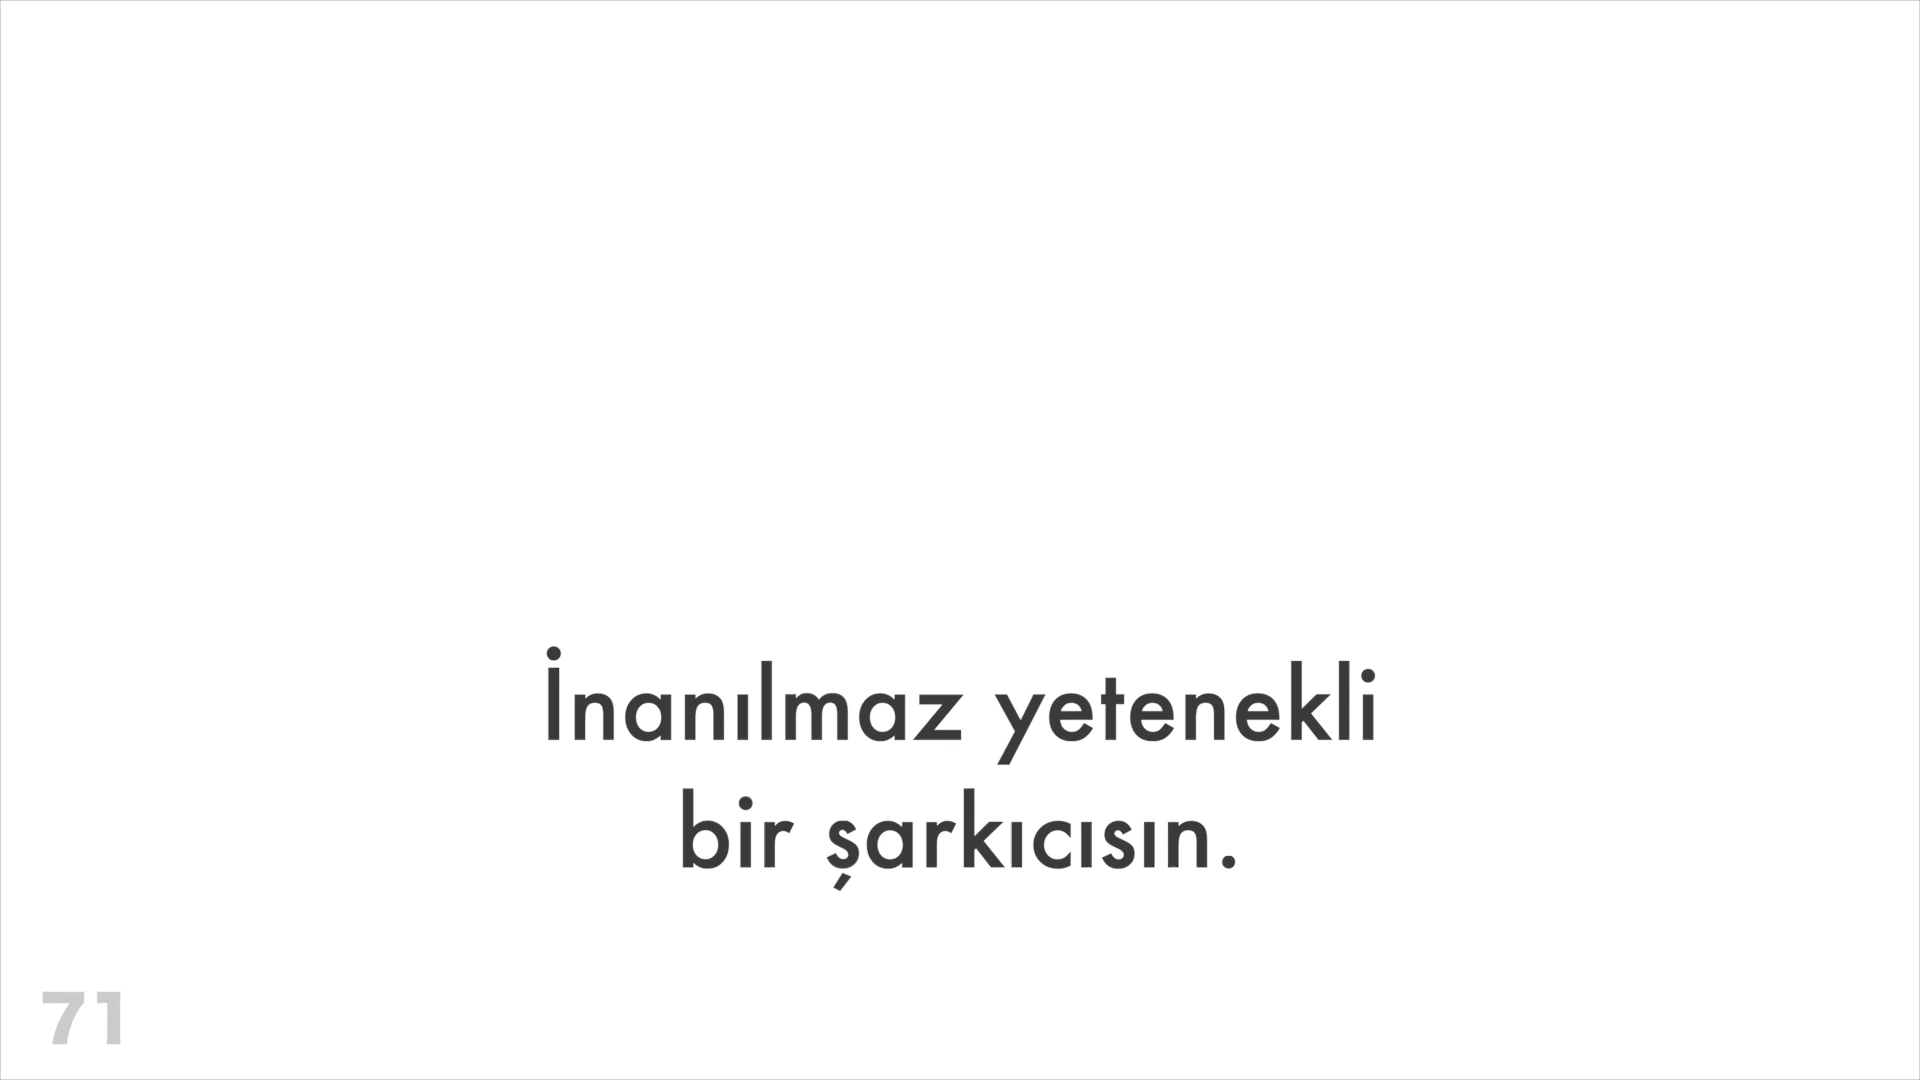 İnanılmaz yetenekli
bir şarkıcısın.
71